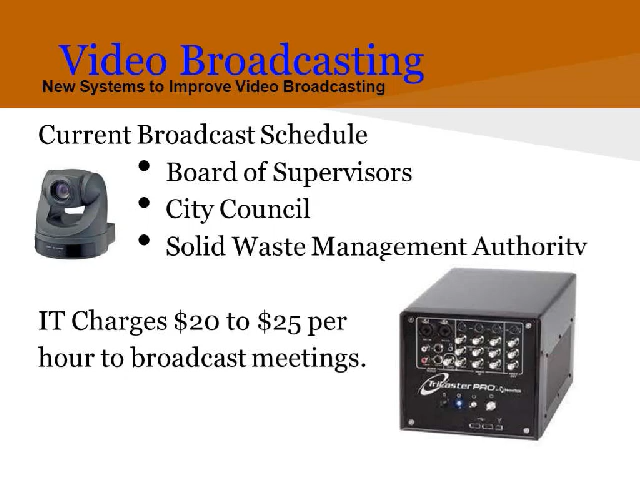 Video Broadcasting
New Systems to Improve Video Broadcasting
Current Broadcast Schedule
• Board of Supervisors
• City Council
• Solid Waste Management Authority
IT Charges $20 to $25 per
hour to broadcast meetings.
TriCaster PRO